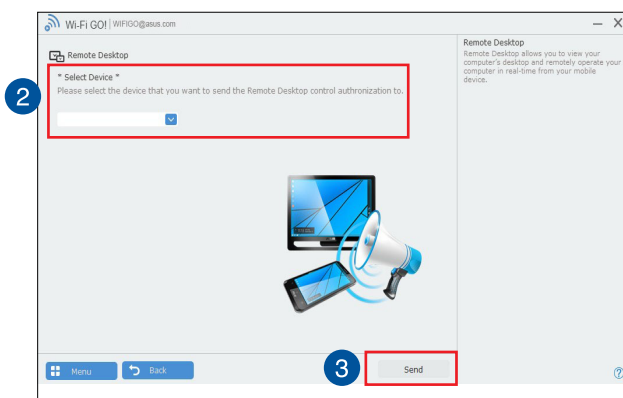 Wi-Fi GO! | WIFIGO@asus.com
Remote Desktop
* Select Device *
Please select the device that you want to send the Remote Desktop control authronization to.
2
3
Menu
Back
Send
Remote Desktop
Remote Desktop allows you to view your
computer's desktop and remotely operate your
computer in real-time from your mobile
device.
?